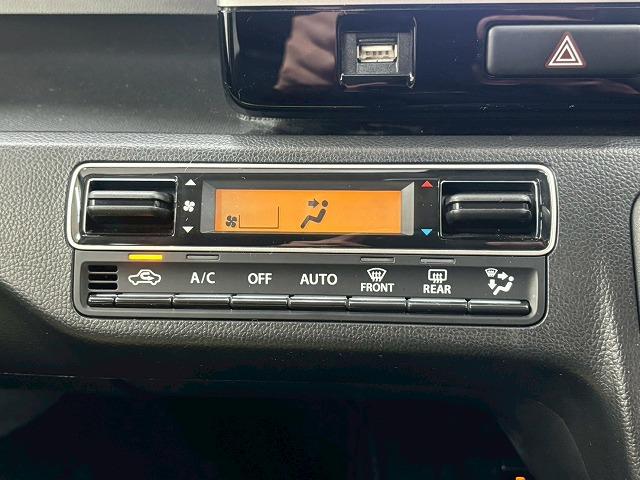 A/C OFF AUTO FRONT REAR